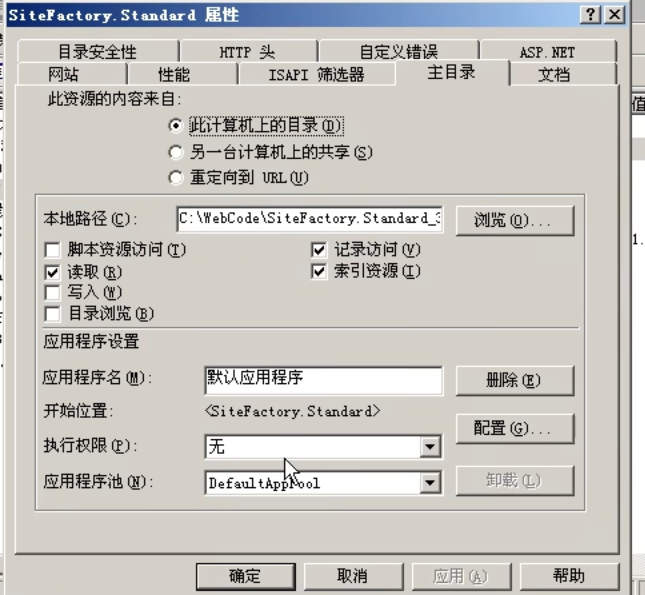 SiteFactory.Standard 属性
目录安全性 HTTP 头 自定义错误 ASP.NET
网站 性能 ISAPI 筛选器 主目录 文档
此资源的内容来自:
此计算机上的目录(D)
另一台计算机上的共享(S)
重定向到 URL(U)
本地路径(C): C:\WebCode\SiteFactory.Standard_3 浏览(O)...
脚本资源访问(T) 记录访问(V)
读取(R) 索引资源(I)
写入(W)
目录浏览(B)
应用程序设置
应用程序名(M): 默认应用程序 删除(E)
开始位置: <SiteFactory.Standard>
配置(G)...
执行权限(P): 无
应用程序池(N): DefaultAppPool 卸载(L)
确定 取消 应用(A) 帮助